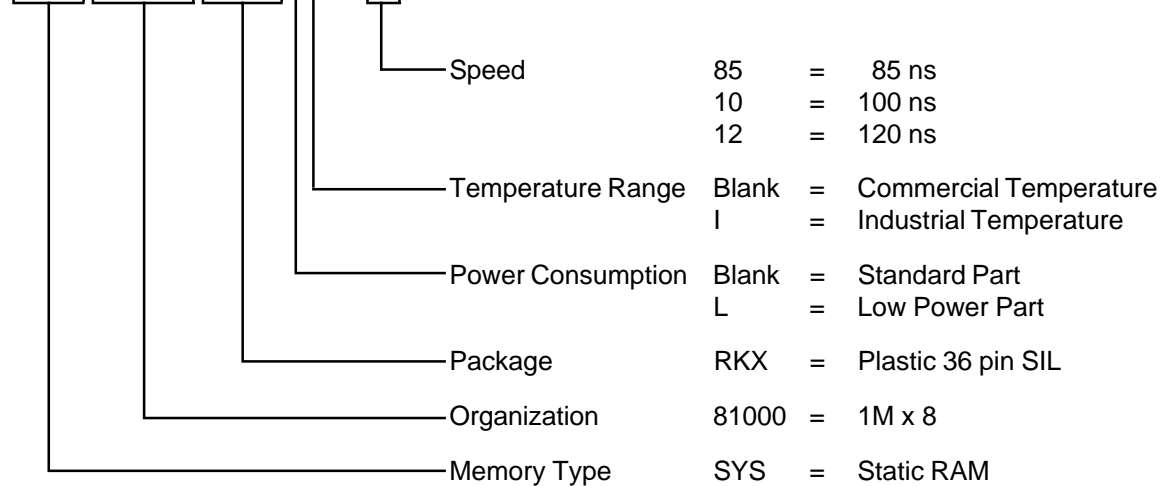 Speed 85 = 85 ns
10 = 100 ns
12 = 120 ns
Temperature Range Blank = Commercial Temperature
I = Industrial Temperature
Power Consumption Blank = Standard Part
L = Low Power Part
Package RKX = Plastic 36 pin SIL
Organization 81000 = 1M x 8
Memory Type SYS = Static RAM